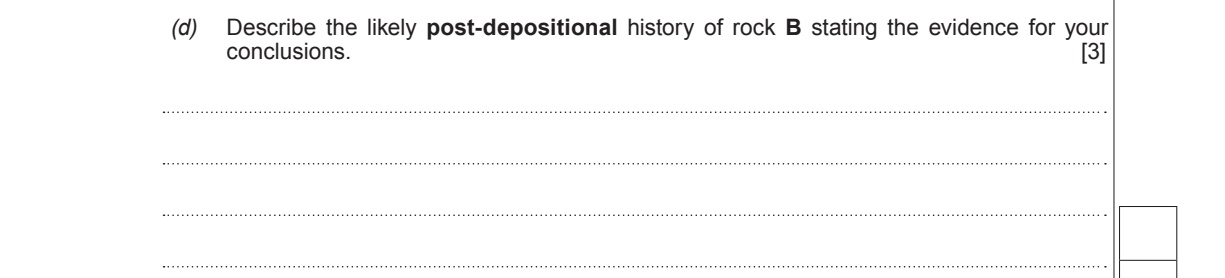 (d) Describe the likely post-depositional history of rock B stating the evidence for your
conclusions. [3]